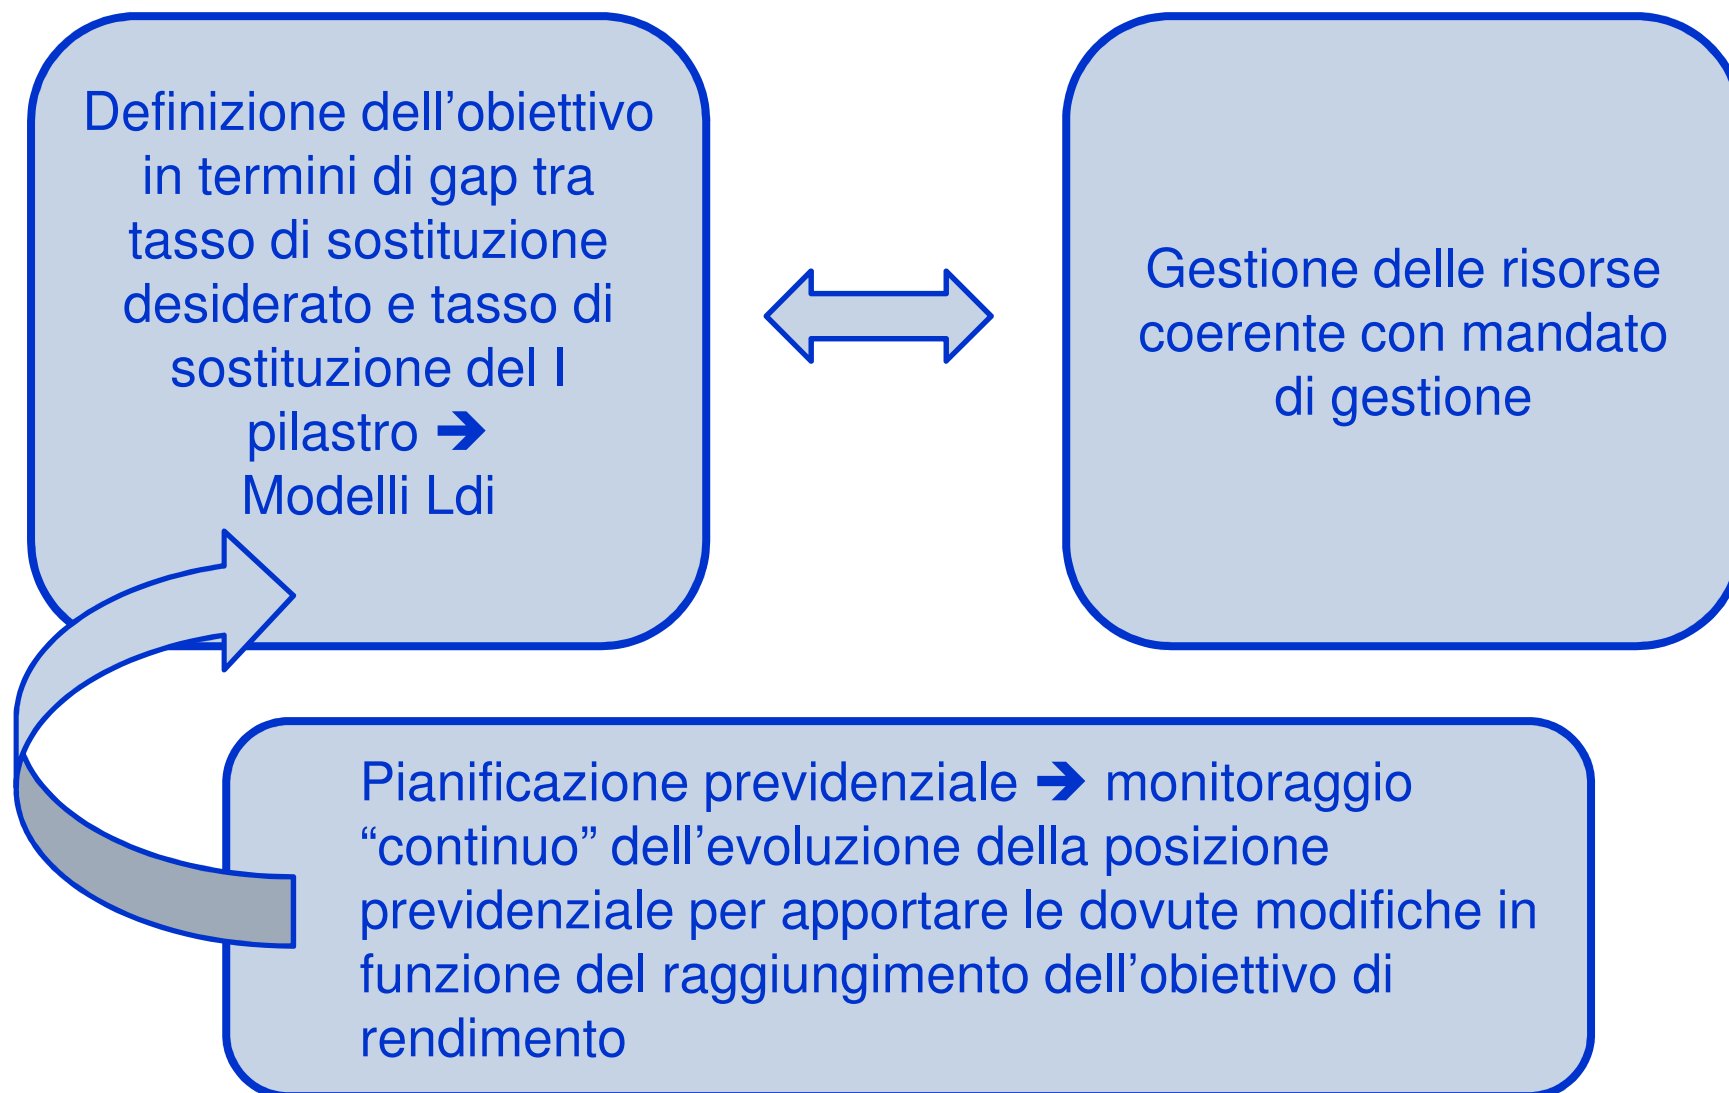 Definizione dell’obiettivo
in termini di gap tra
tasso di sostituzione
desiderato e tasso di
sostituzione del I
pilastro ➔
Modelli Ldi
Gestione delle risorse
coerente con mandato
di gestione
Pianificazione previdenziale ➔ monitoraggio
“continuo” dell’evoluzione della posizione
previdenziale per apportare le dovute modifiche in
funzione del raggiungimento dell’obiettivo di
rendimento